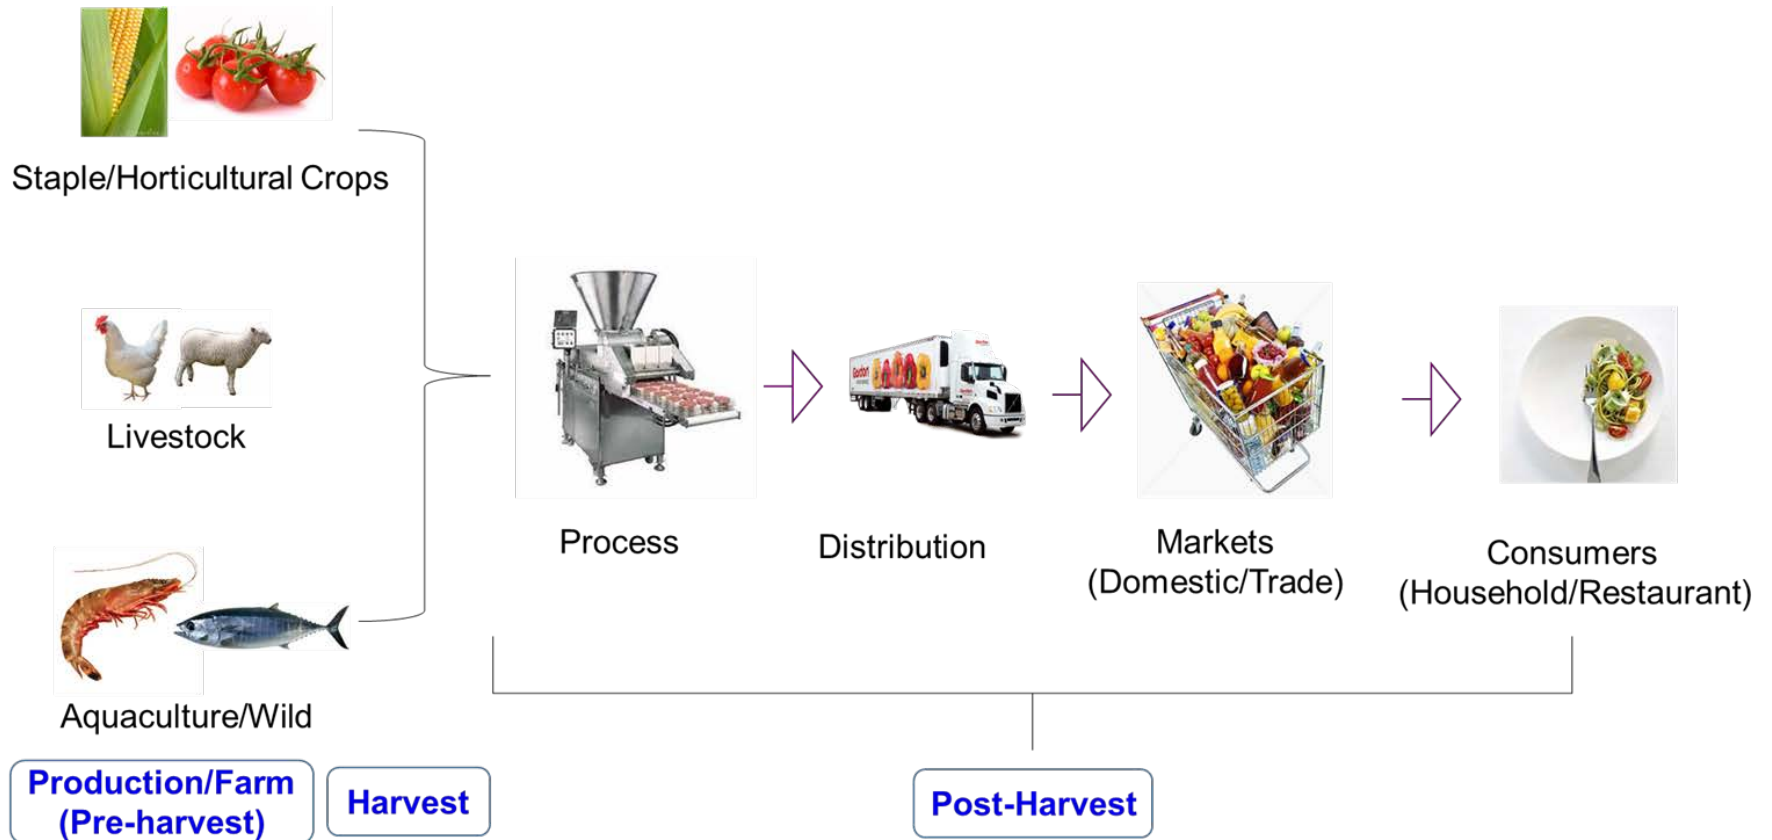 Staple/Horticultural Crops
Livestock
Aquaculture/Wild
Process
Distribution
Markets
(Domestic/Trade)
Consumers
(Household/Restaurant)
Gordon
Production/Farm
(Pre-harvest)
Harvest
Post-Harvest